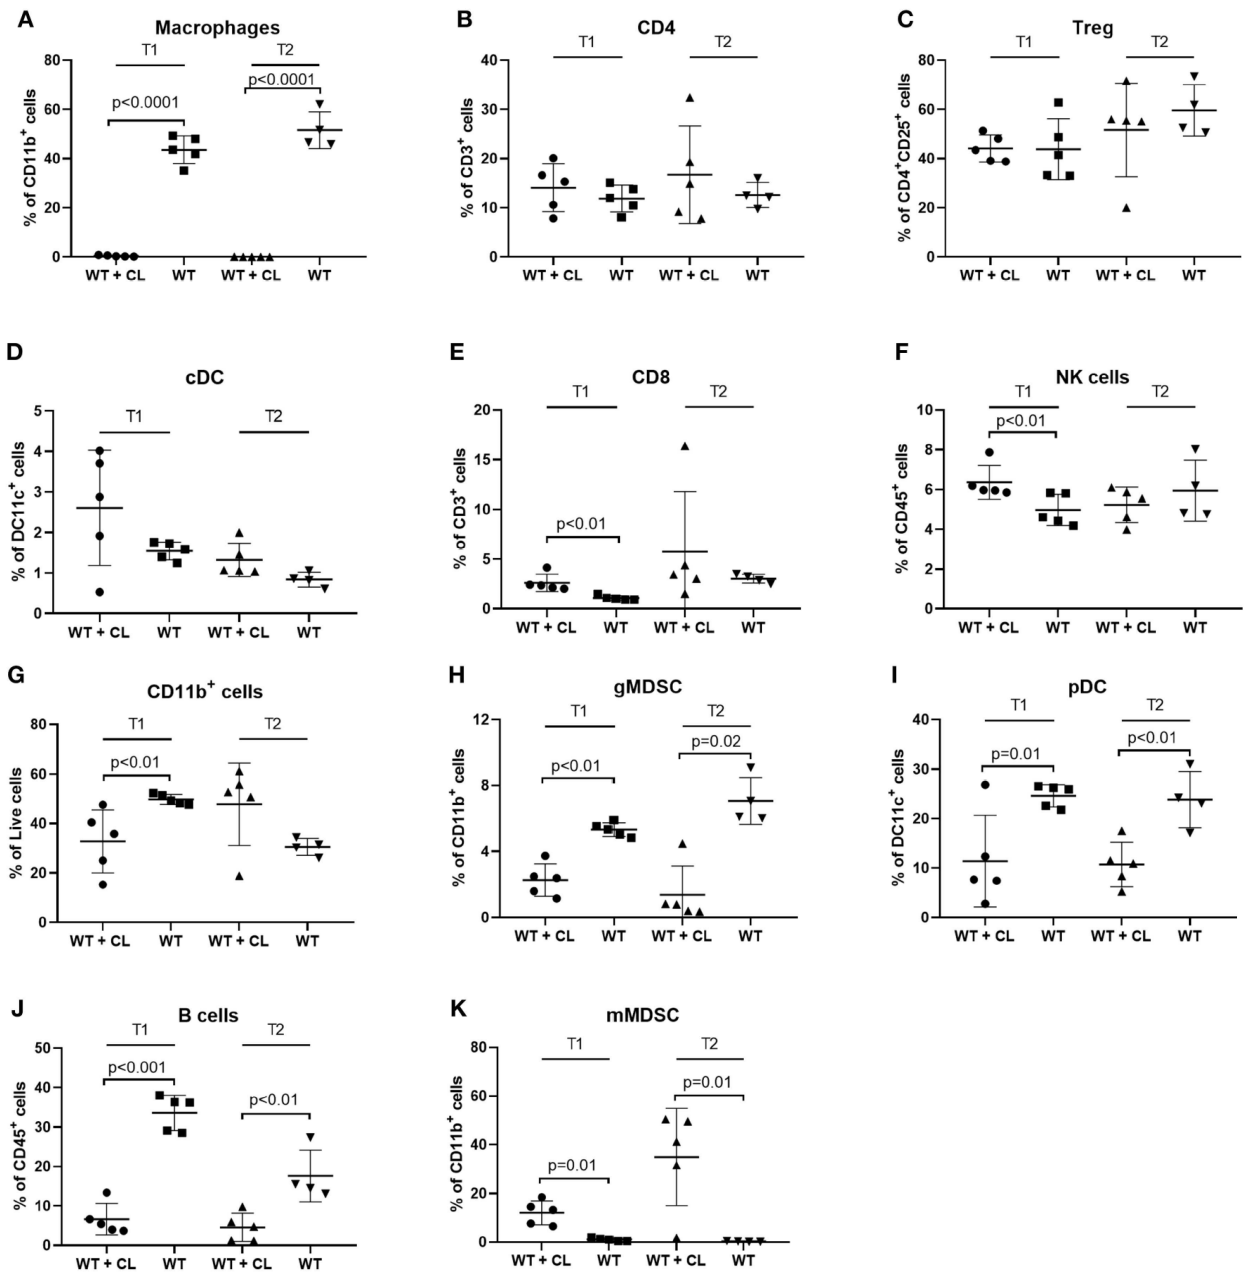 A
Macrophages
T1
T2
p<0.0001
p<0.0001
% of CD11b+ cells
80
60
40
20
0
WT + CL
WT
WT + CL
WT
B
CD4
T1
T2
% of CD3+ cells
40
30
20
10
0
WT + CL
WT
WT + CL
WT
C
Treg
T1
T2
% of CD4+CD25+ cells
80
60
40
20
0
WT + CL
WT
WT + CL
WT
D
cDC
T1
T2
% of DC11c+ cells
5
4
3
2
1
0
WT + CL
WT
WT + CL
WT
E
CD8
T1
T2
p<0.01
% of CD3+ cells
20
15
10
5
0
WT + CL
WT
WT + CL
WT
F
NK cells
T1
T2
p<0.01
% of CD45+ cells
10
8
6
4
2
0
WT + CL
WT
WT + CL
WT
G
CD11b+ cells
T1
T2
p<0.01
% of Live cells
80
60
40
20
0
WT + CL
WT
WT + CL
WT
H
gMDSC
T1
T2
p<0.01
p=0.02
% of CD11b+ cells
12
8
4
0
WT + CL
WT
WT + CL
WT
I
pDC
T1
T2
p=0.01
p<0.01
% of DC11c+ cells
40
30
20
10
0
WT + CL
WT
WT + CL
WT
J
B cells
T1
T2
p<0.001
p<0.01
% of CD45+ cells
50
40
30
20
10
0
WT + CL
WT
WT + CL
WT
K
mMDSC
T1
T2
p=0.01
p=0.01
% of CD11b+ cells
80
60
40
20
0
WT + CL
WT
WT + CL
WT